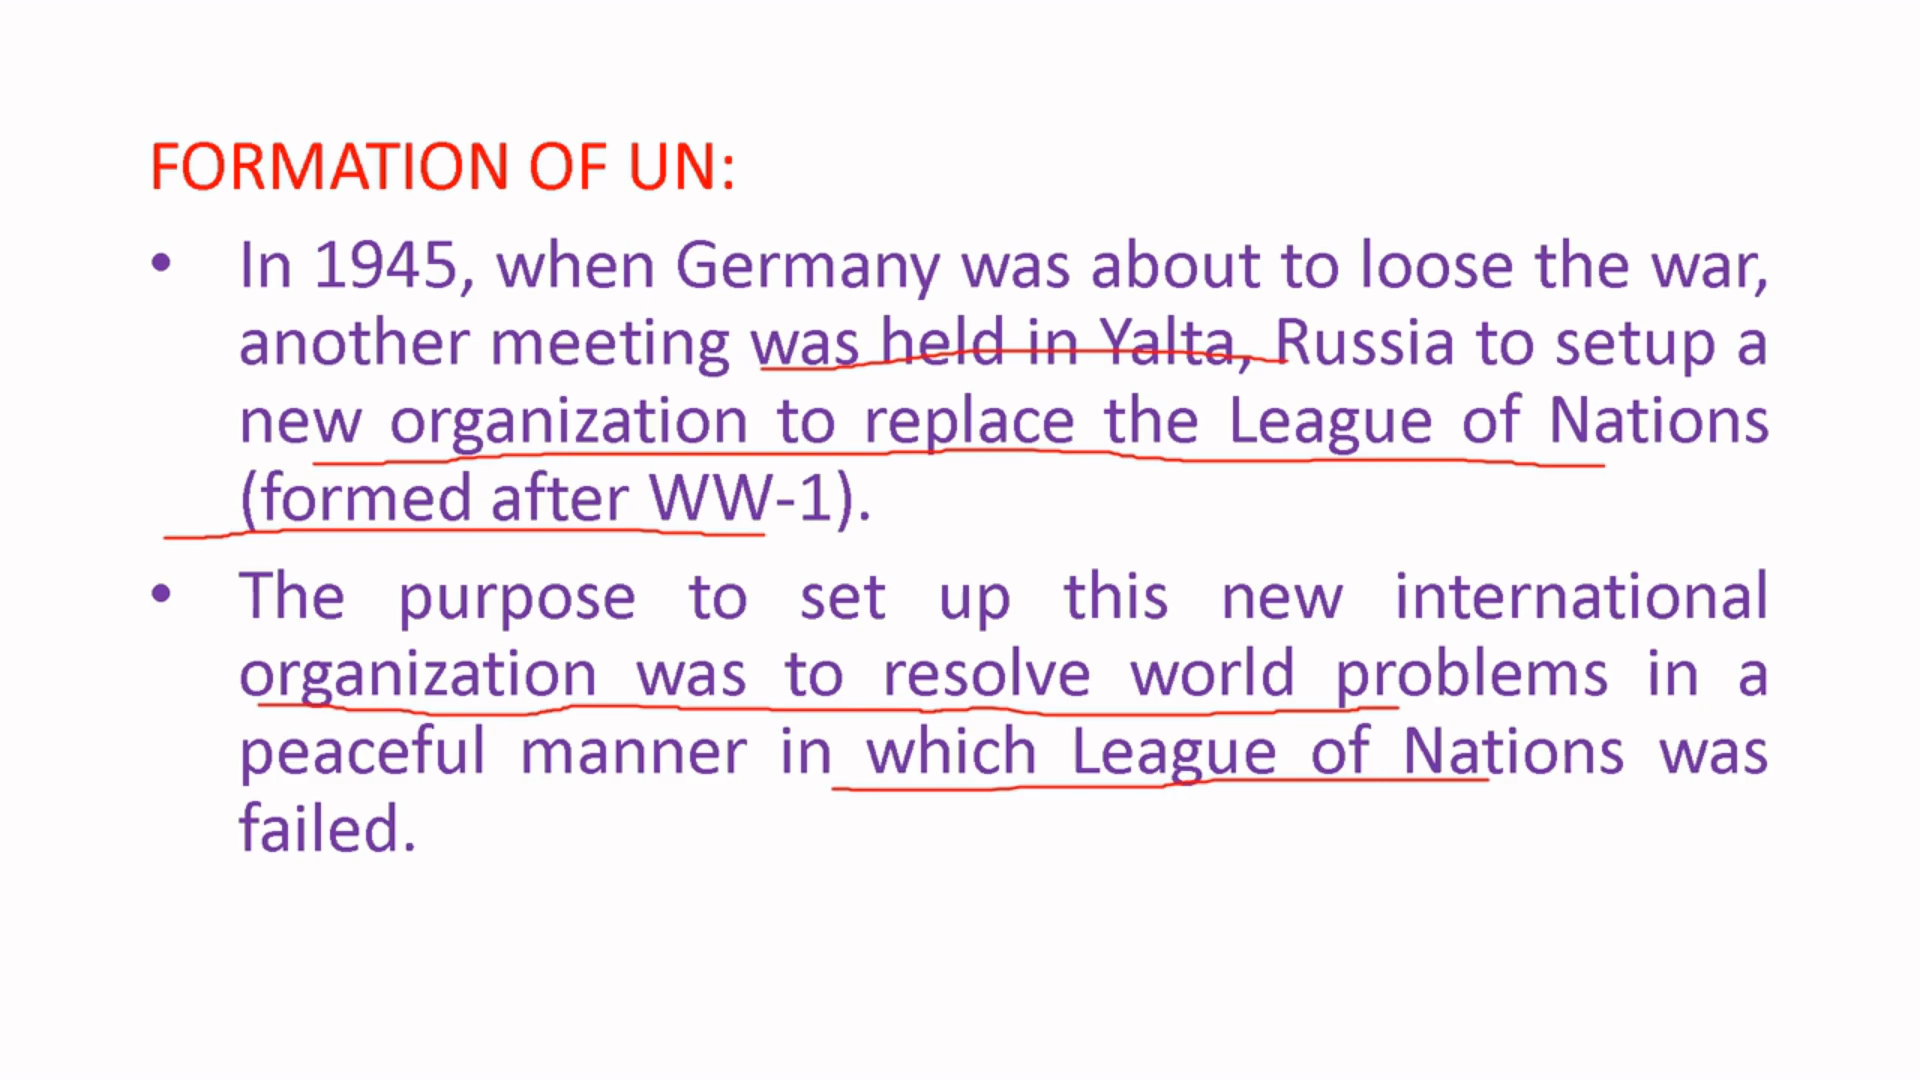 FORMATION OF UN:
• In 1945, when Germany was about to loose the war,
another meeting was held in Yalta, Russia to setup a
new organization to replace the League of Nations
(formed after WW-1).
• The purpose to set up this new international
organization was to resolve world problems in a
peaceful manner in which League of Nations was
failed.